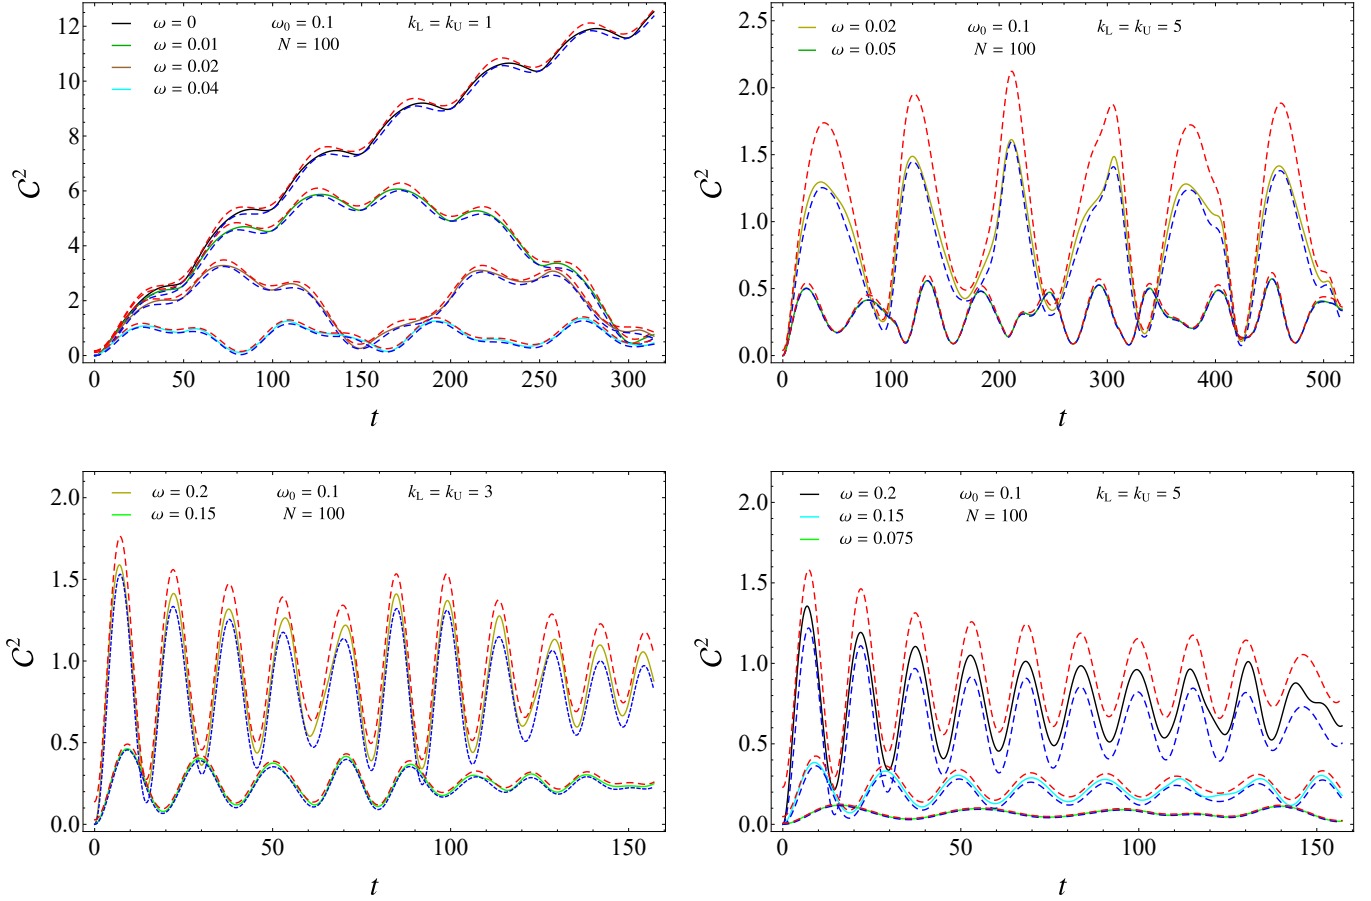 ω = 0 ω₀ = 0.1 k_L = k_U = 1
ω = 0.01 N = 100
ω = 0.02
ω = 0.04
12
10
8
6
4
2
0
C²
0 50 100 150 200 250 300
t
ω = 0.02 ω₀ = 0.1 k_L = k_U = 5
ω = 0.05 N = 100
2.5
2.0
1.5
1.0
0.5
0.0
C²
0 100 200 300 400 500
t
ω = 0.2 ω₀ = 0.1 k_L = k_U = 3
ω = 0.15 N = 100
2.0
1.5
1.0
0.5
0.0
C²
0 50 100 150
t
ω = 0.2 ω₀ = 0.1 k_L = k_U = 5
ω = 0.15 N = 100
ω = 0.075
2.0
1.5
1.0
0.5
0.0
C²
0 50 100 150
t